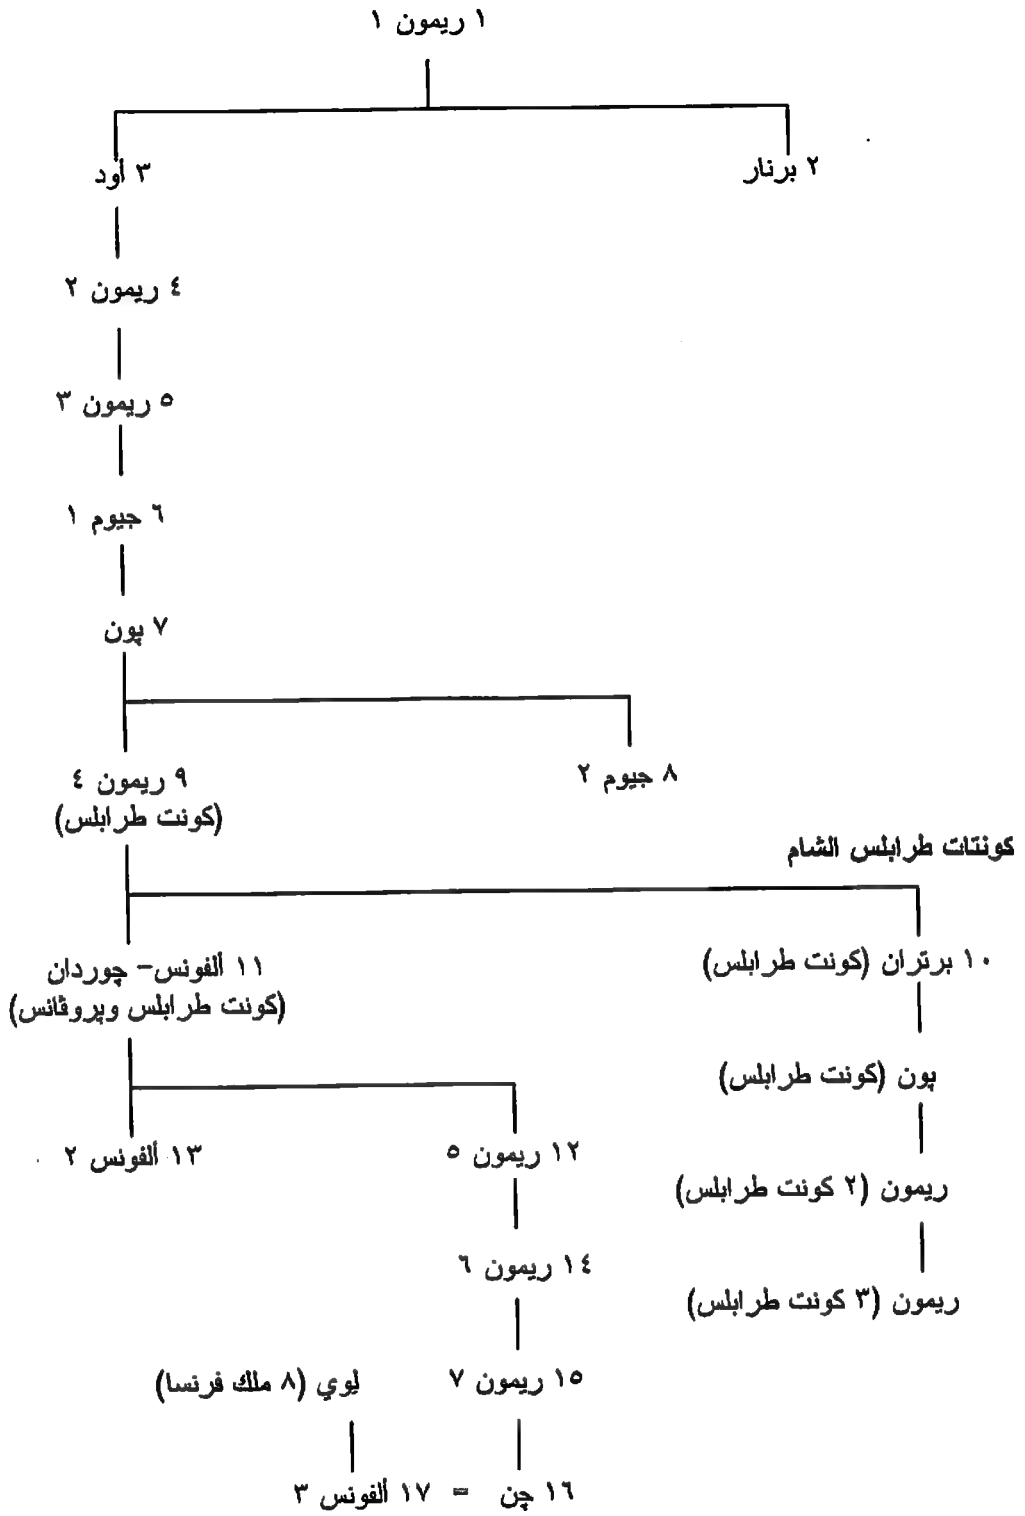 ١ ريمون ١
٢ برنار
٣ أود
٤ ريمون ٢
٥ ريمون ٣
٦ جيوم ١
٧ پون
٨ جيوم ٢
٩ ريمون ٤
(كونت طرابلس)
كونتات طرابلس الشام
١٠ برتران (كونت طرابلس)
١١ ألفونس- چوردان
(كونت طرابلس وپروڤانس)
پون (كونت طرابلس)
١٢ ريمون ٥
١٣ ألفونس ٢
ريمون (٢ كونت طرابلس)
١٤ ريمون ٦
ريمون (٣ كونت طرابلس)
١٥ ريمون ٧
لوي (٨ ملك فرنسا)
١٦ چن = ١٧ ألفونس ٣